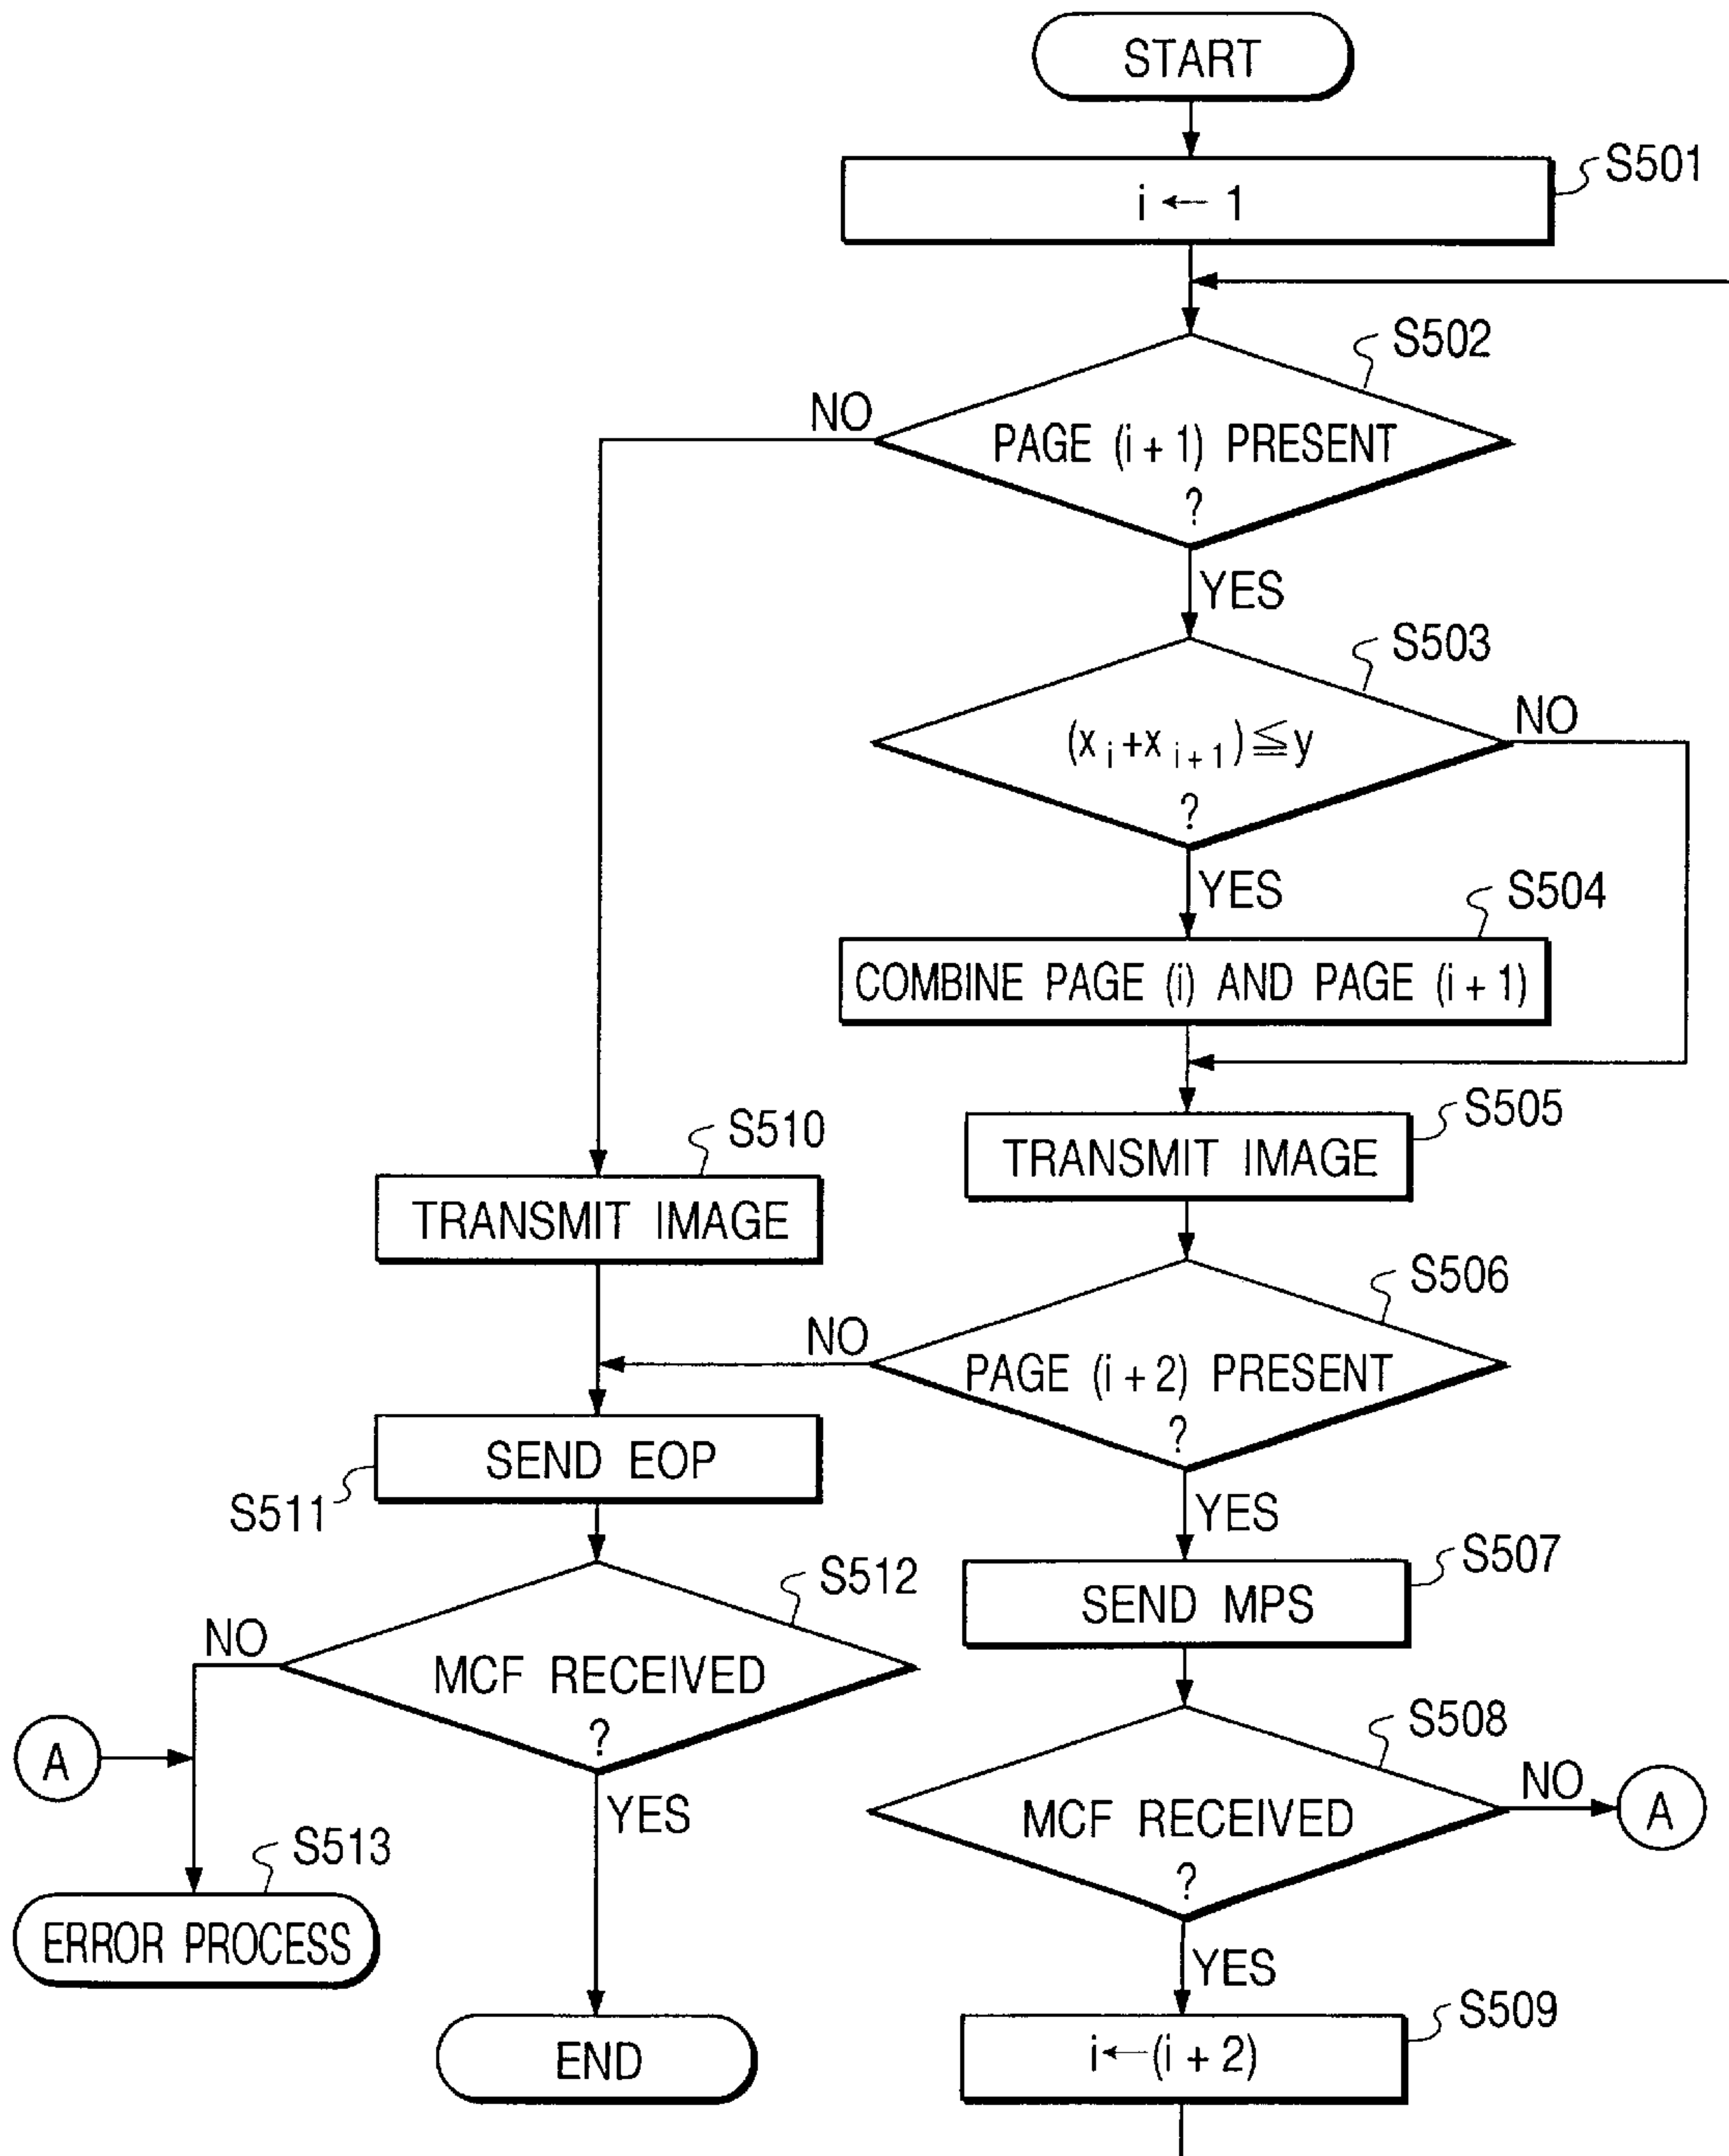 START
S501
i ← 1
S502
NO
PAGE (i + 1) PRESENT
?
YES
S503
NO
(x i +x i + 1 ) ≦ y
?
YES
S504
COMBINE PAGE (i) AND PAGE (i + 1)
S505
TRANSMIT IMAGE
S510
TRANSMIT IMAGE
S506
NO
PAGE (i + 2) PRESENT
?
YES
SEND EOP
S511
S507
SEND MPS
S512
NO
MCF RECEIVED
?
YES
A
S508
NO
A
MCF RECEIVED
?
YES
S513
ERROR PROCESS
END
S509
i ← (i + 2)